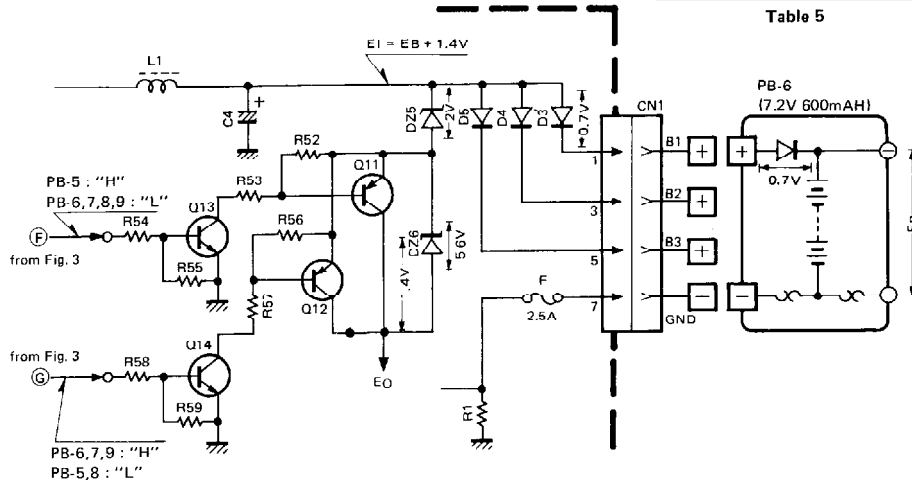 Table 5
EI = EB + 1.4V
L1
PB-6
(7.2V 600mAH)
C4
+
DZ5
2V
D5
D4
D3
0.7V
CN1
B1
+
+
−
R52
Q11
1
0.7V
PB-5 : "H"
PB-6,7,8,9 : "L"
R53
Q13
B2
+
3
R54
R56
DZ6
5.6V
F
from Fig. 3
B3
+
5
R55
.4V
F
2.5A
7
−
−
GND
Q12
R57
Q14
from Fig. 3
R58
G
EO
R1
R59
PB-6,7,9 : "H"
PB-5,8 : "L"